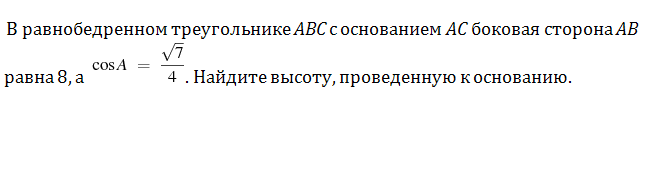 В равнобедренном треугольнике ABC с основанием AC боковая сторона AB
равна 8, а cos A = √7/4 . Найдите высоту, проведенную к основанию.